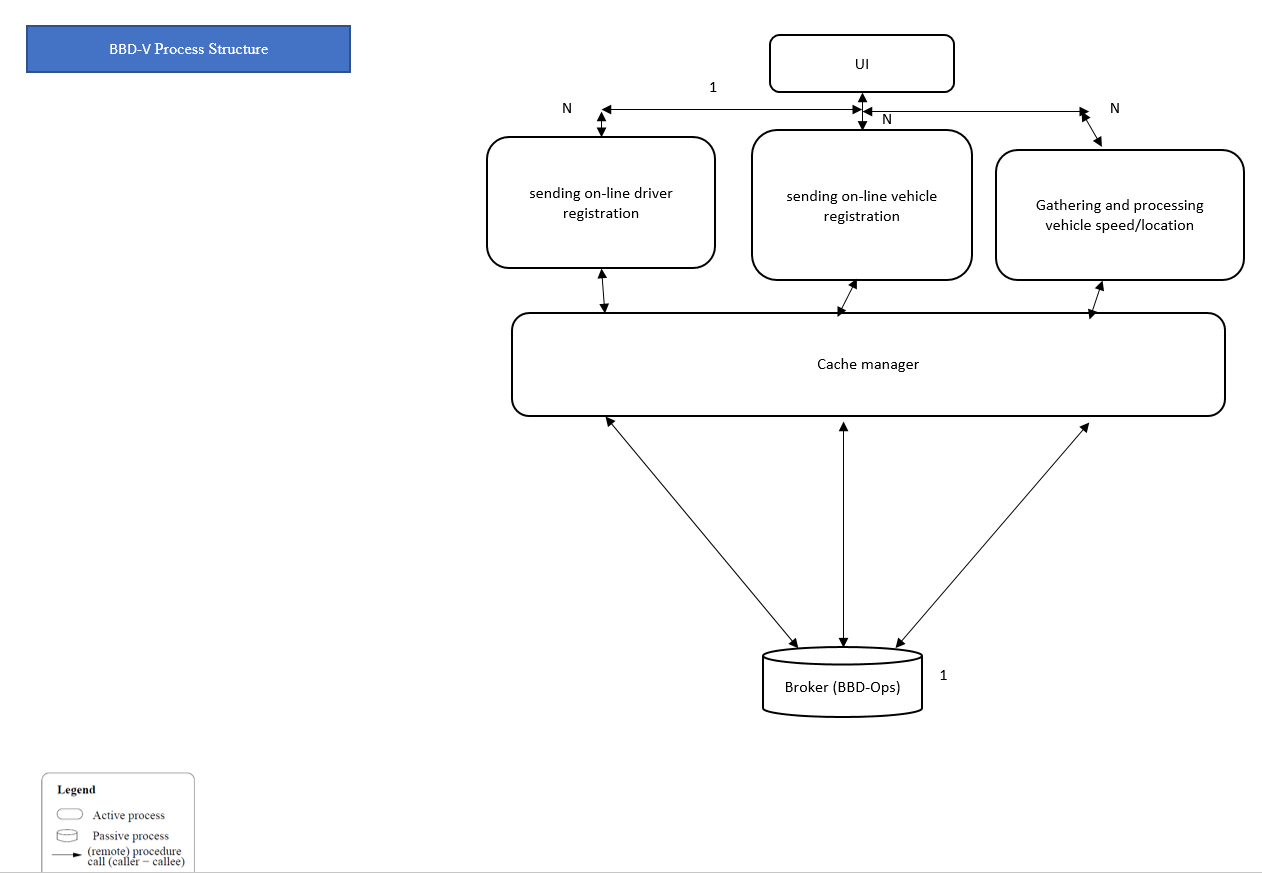 BBD-V Process Structure
UI
1
N
N
N
sending on-line driver
registration
sending on-line vehicle
registration
Gathering and processing
vehicle speed/location
Cache manager
Broker (BBD-Ops)
1
Legend
Active process
Passive process
(remote) procedure
call (caller – callee)